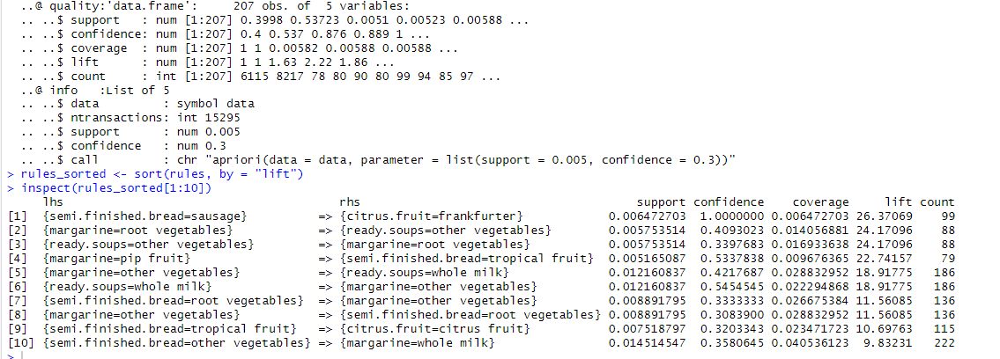 .. ..@ quality:'data.frame':	207 obs. of  5 variables:
.. .. ..$ support   : num [1:207] 0.3998 0.53723 0.0051 0.00523 0.00588 ...
.. .. ..$ confidence: num [1:207] 0.4 0.537 0.876 0.889 1 ...
.. .. ..$ coverage  : num [1:207] 1 1 0.00582 0.00588 0.00588 ...
.. .. ..$ lift      : num [1:207] 1 1 1.63 2.22 1.86 ...
.. .. ..$ count     : int [1:207] 6115 8217 78 80 90 80 99 94 85 97 ...
..@ info   :List of 5
.. ..$ data         : symbol data
.. ..$ ntransactions: int 15295
.. ..$ support      : num 0.005
.. ..$ confidence   : num 0.3
.. ..$ call         : chr "apriori(data = data, parameter = list(support = 0.005, confidence = 0.3))"
> rules_sorted <- sort(rules, by = "lift")
> inspect(rules_sorted[1:10])
     lhs                                       rhs                                      support confidence    coverage     lift count
[1]  {semi.finished.bread=sausage}          => {citrus.fruit=frankfurter}           0.006472703  1.0000000 0.006472703 26.37069    99
[2]  {margarine=root vegetables}            => {ready.soups=other vegetables}       0.005753514  0.4093023 0.014056881 24.17096    88
[3]  {ready.soups=other vegetables}         => {margarine=root vegetables}          0.005753514  0.3397683 0.016933638 24.17096    88
[4]  {margarine=pip fruit}                  => {semi.finished.bread=tropical fruit} 0.005165087  0.5337838 0.009676365 22.74157    79
[5]  {margarine=other vegetables}           => {ready.soups=whole milk}             0.012160837  0.4217687 0.028832952 18.91775   186
[6]  {ready.soups=whole milk}               => {margarine=other vegetables}         0.012160837  0.5454545 0.022294868 18.91775   186
[7]  {semi.finished.bread=root vegetables}  => {margarine=other vegetables}         0.008891795  0.3333333 0.026675384 11.56085   136
[8]  {margarine=other vegetables}           => {semi.finished.bread=root vegetables} 0.008891795  0.3083900 0.028832952 11.56085   136
[9]  {semi.finished.bread=tropical fruit}   => {citrus.fruit=citrus fruit}          0.007518797  0.3203343 0.023471723 10.69763   115
[10] {semi.finished.bread=other vegetables} => {margarine=whole milk}               0.014514547  0.3580645 0.040536123  9.83231   222
>